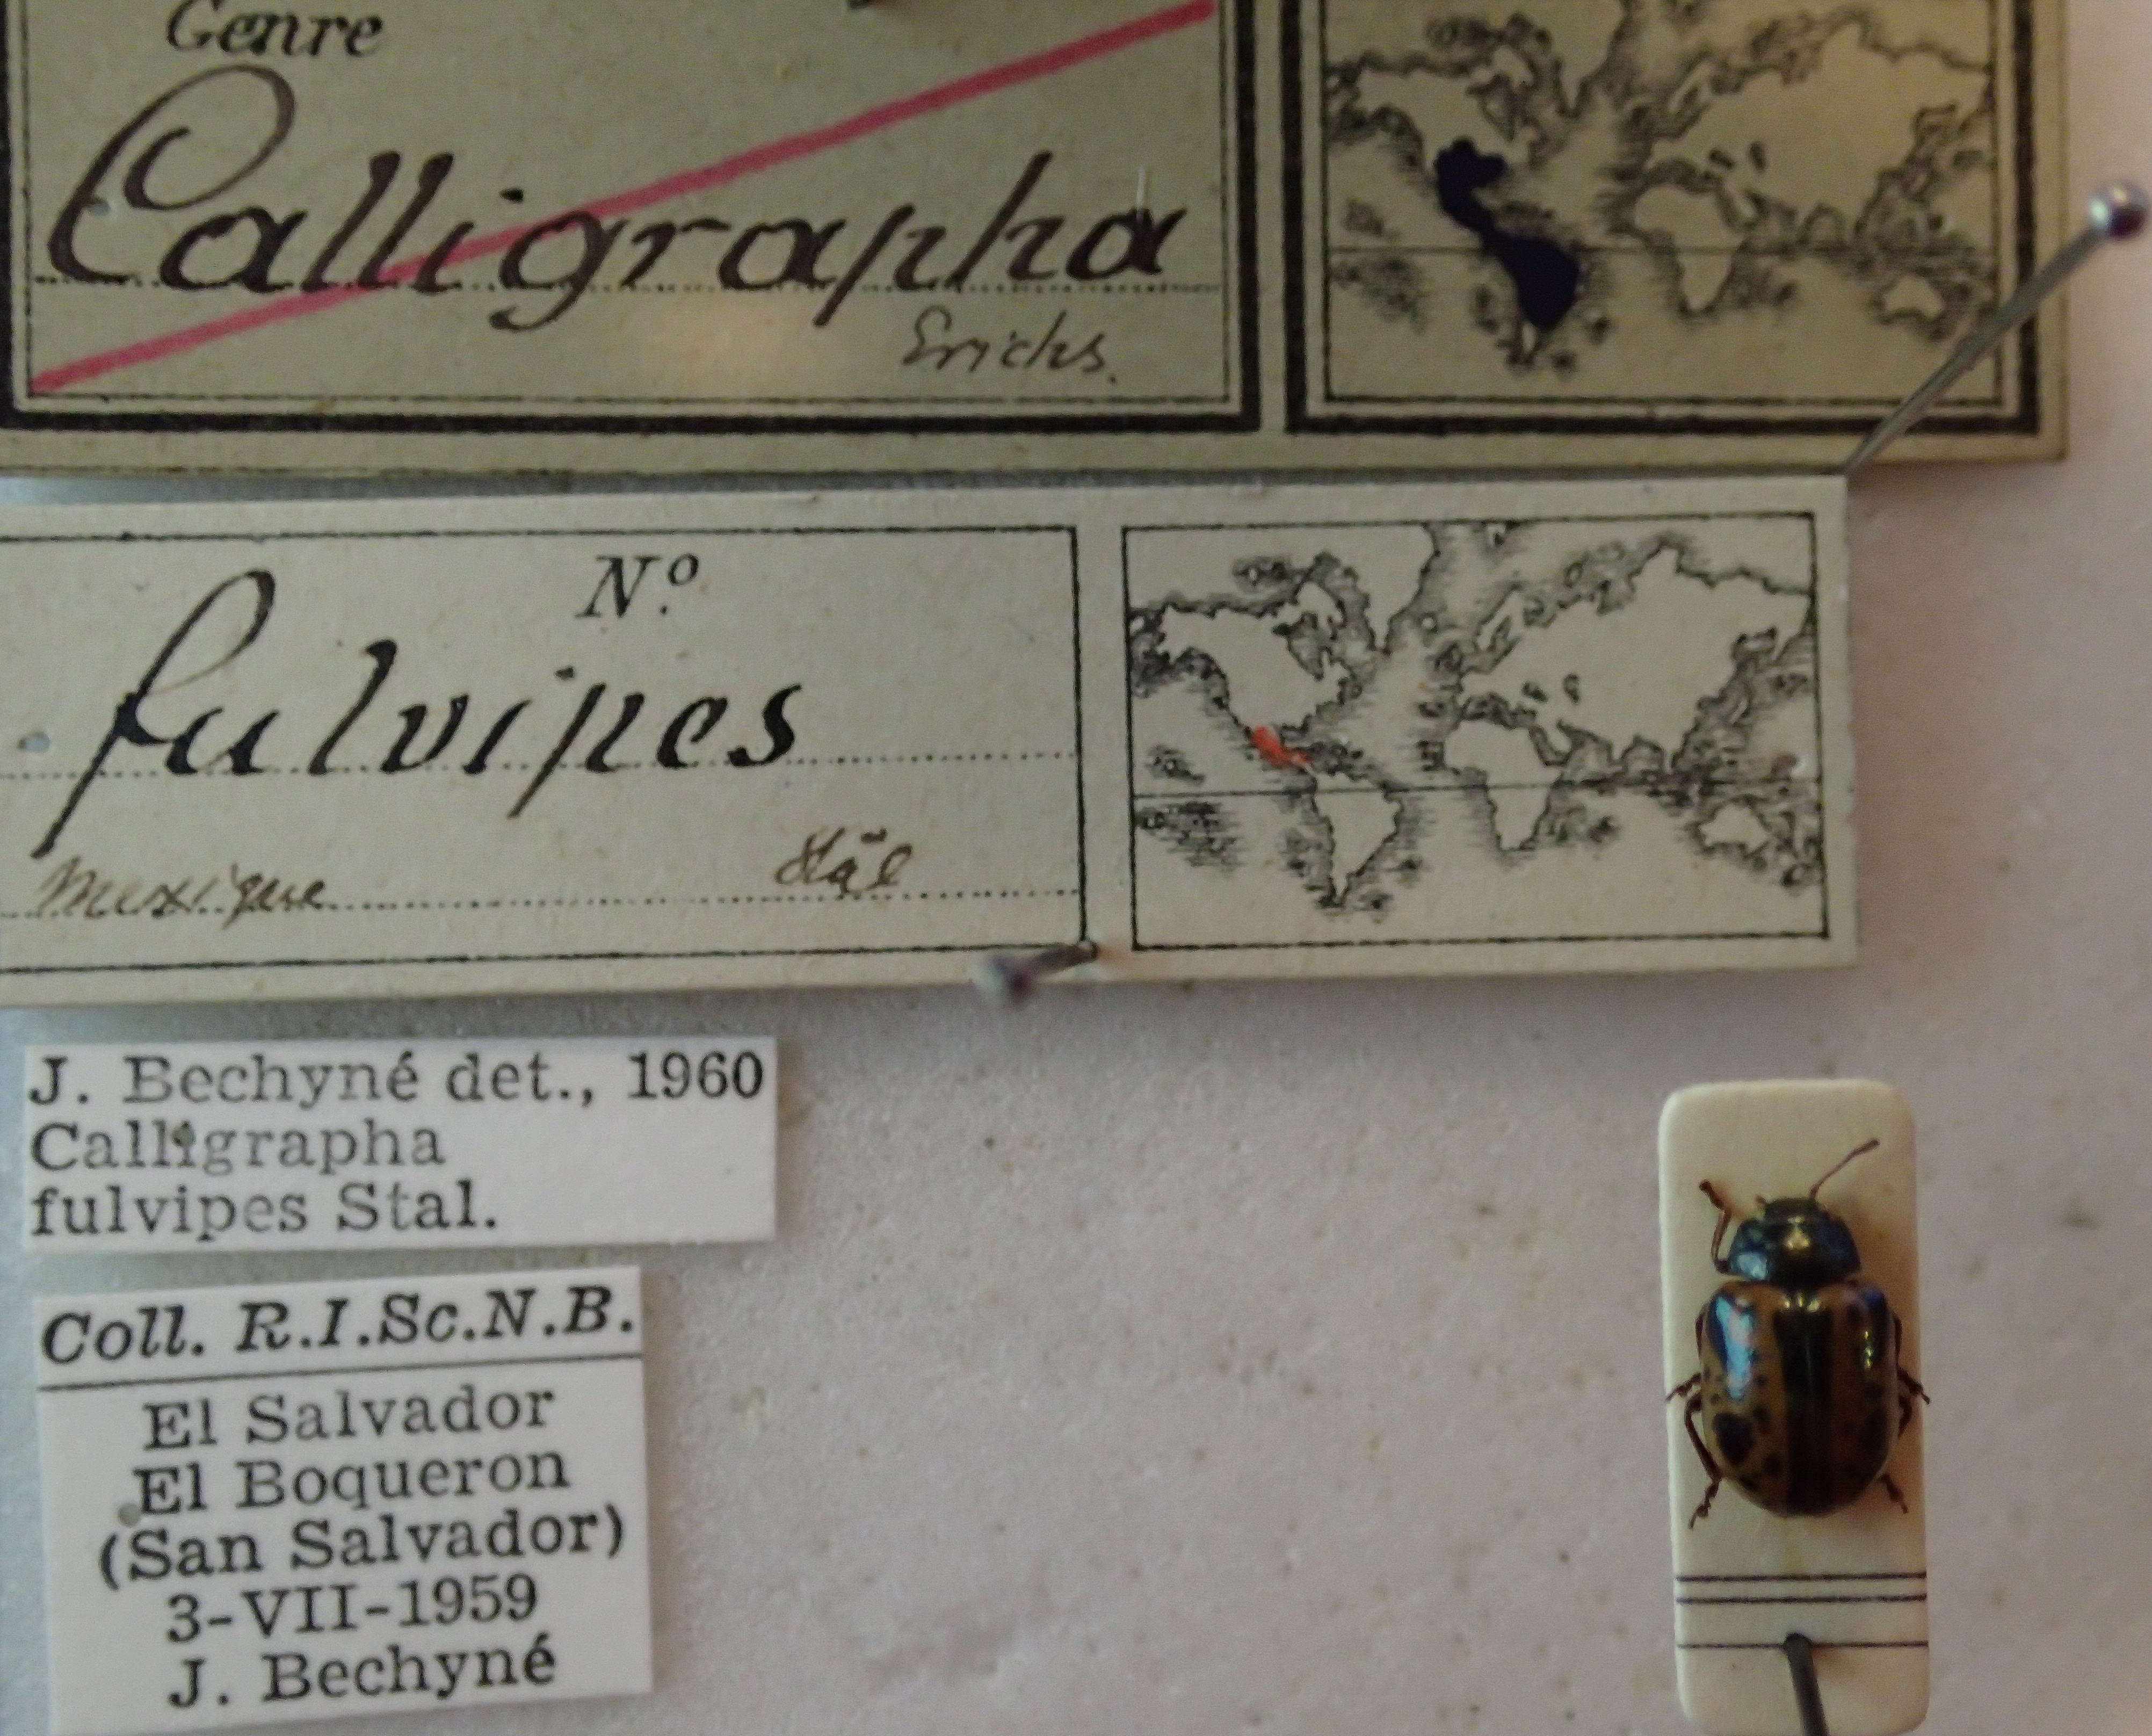 Genre
Calligrapha
Erichs.
N.º
fulvipes
Mexique Stål
J. Bechyné det., 1960
Calligrapha
fulvipes Stal.
Coll. R.I.Sc.N.B.
El Salvador
El Boqueron
(San Salvador)
3-VII-1959
J. Bechyné